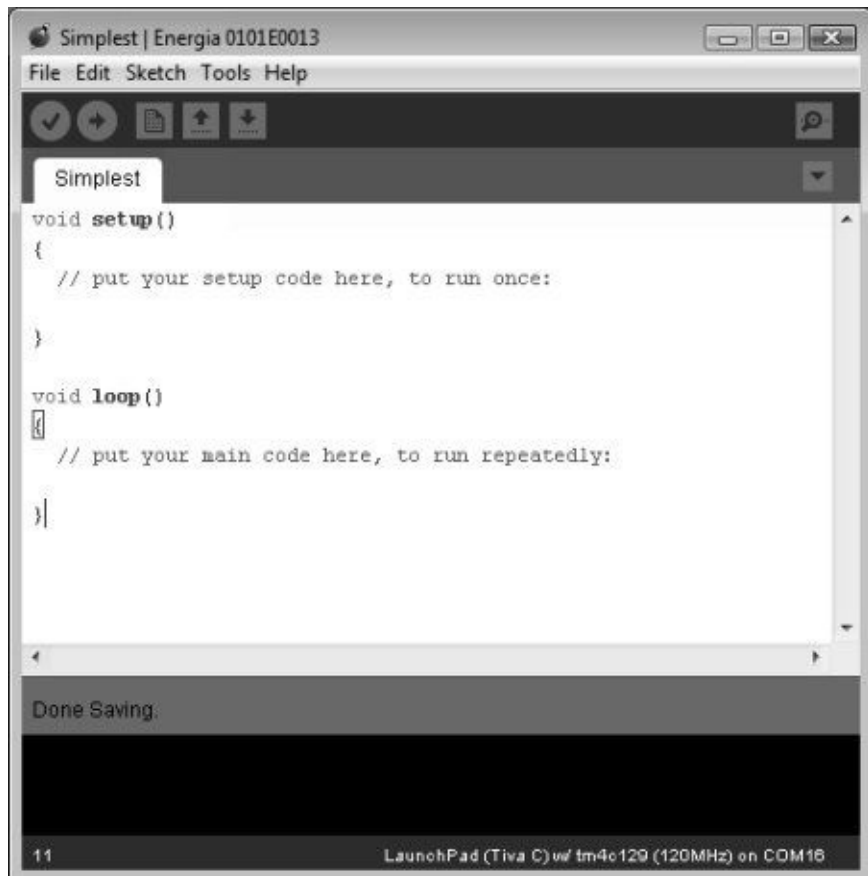 Simplest | Energia 0101E0013
File Edit Sketch Tools Help
Simplest
void setup()
{
  // put your setup code here, to run once:
}
void loop()
{
  // put your main code here, to run repeatedly:
}
Done Saving.
11 LaunchPad (Tiva C) w/ tm4c129 (120MHz) on COM16